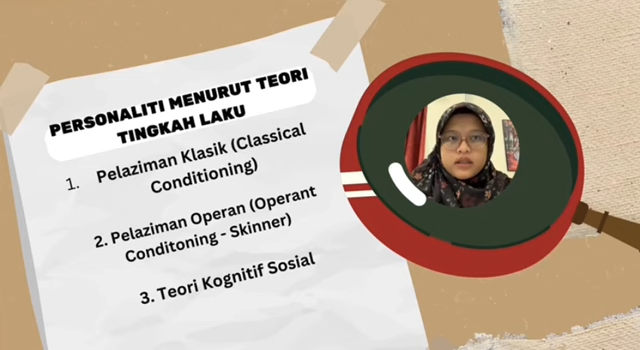 PERSONALITI MENURUT TEORI
TINGKAH LAKU
1. Pelaziman Klasik (Classical
Conditioning)
2. Pelaziman Operan (Operant
Conditoning - Skinner)
3. Teori Kognitif Sosial